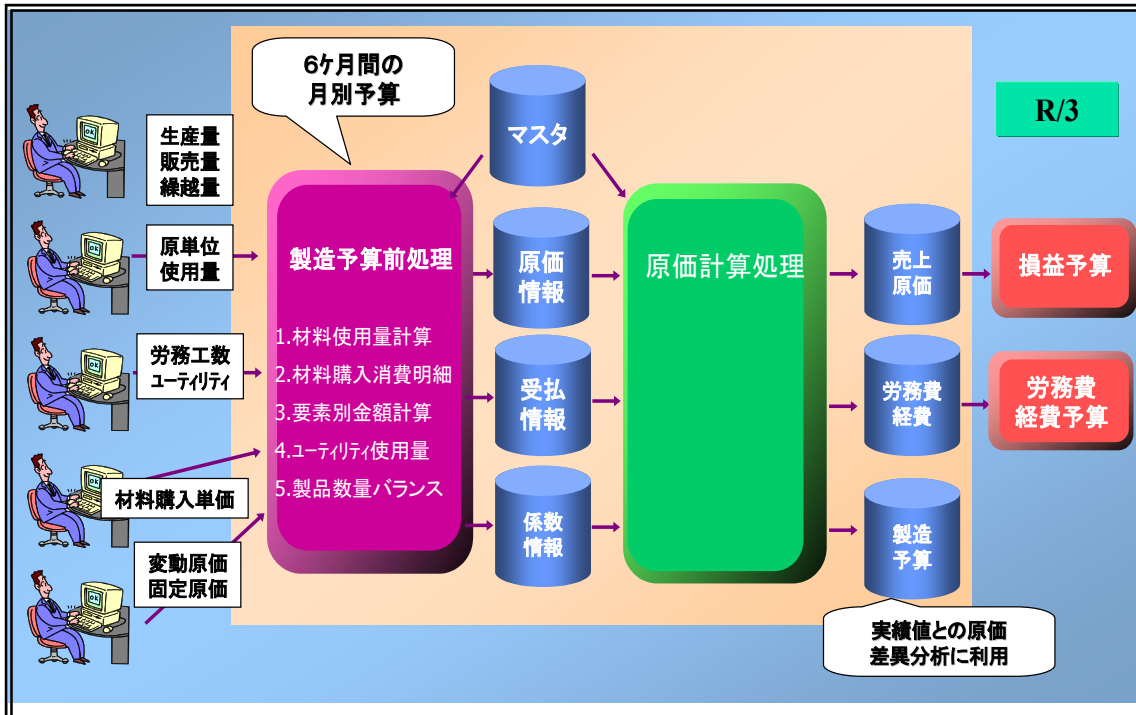 6ケ月間の
月別予算
マスタ
R/3
生産量
販売量
繰越量
原単位
使用量
労務工数
ユーティリティ
材料購入単価
変動原価
固定原価
製造予算前処理
1.材料使用量計算
2.材料購入消費明細
3.要素別金額計算
4.ユーティリティ使用量
5.製品数量バランス
原価
情報
受払
情報
係数
情報
原価計算処理
売上
原価
労務費
経費
製造
予算
損益予算
労務費
経費予算
実績値との原価
差異分析に利用